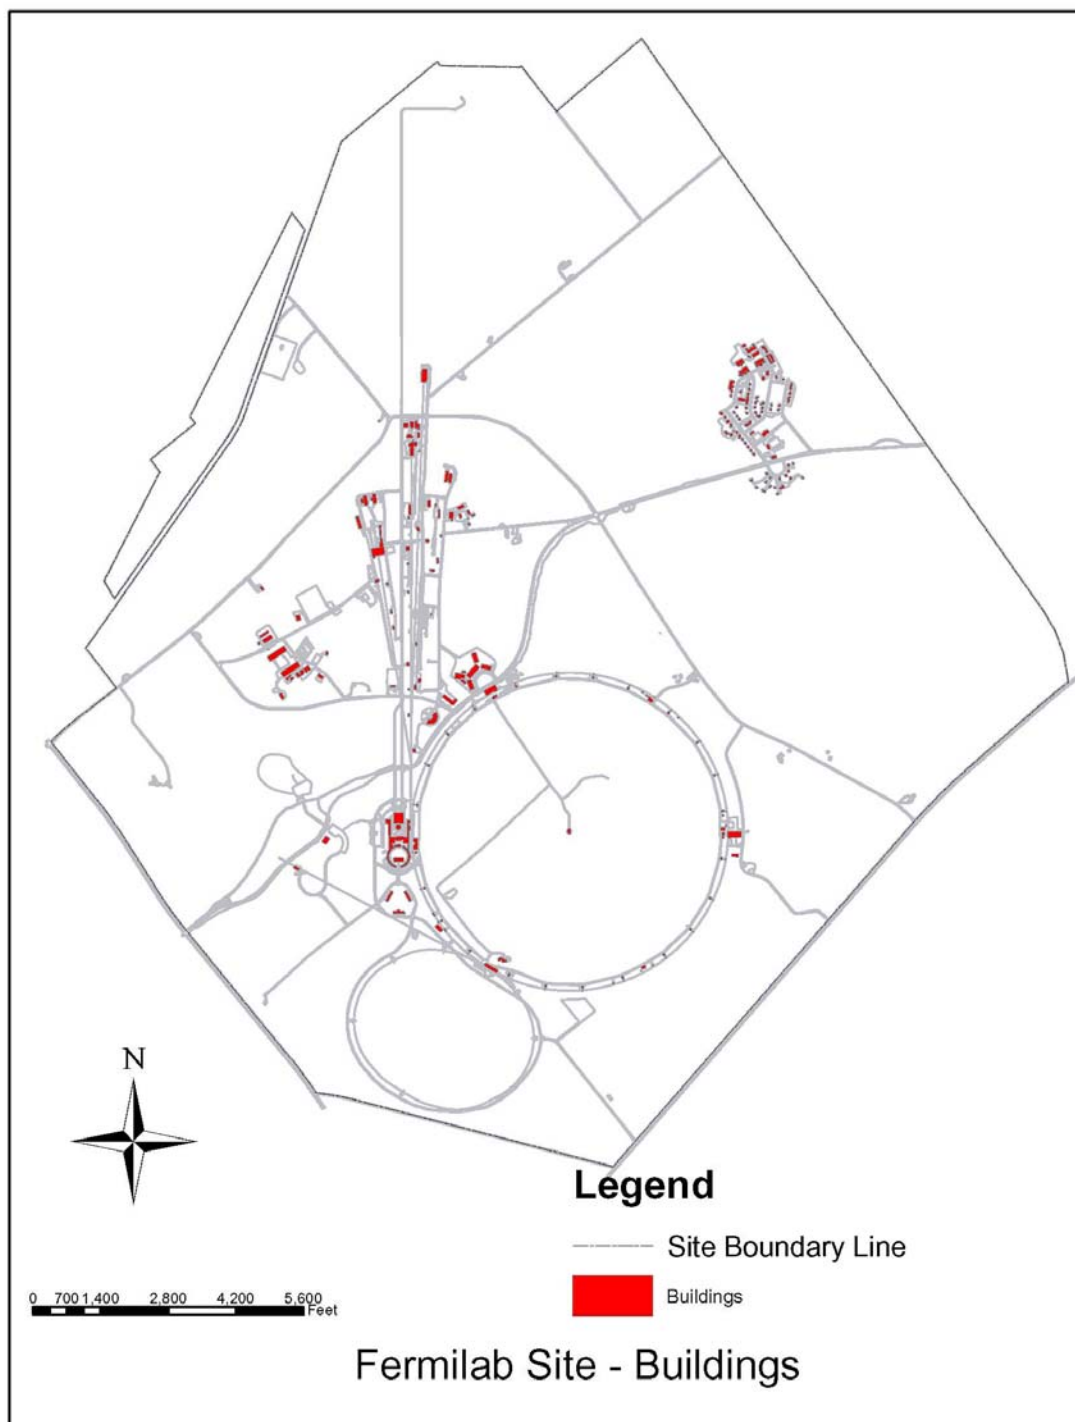 N
Legend
Site Boundary Line
Buildings
0 700 1,400 2,800 4,200 5,600
Feet
Fermilab Site - Buildings